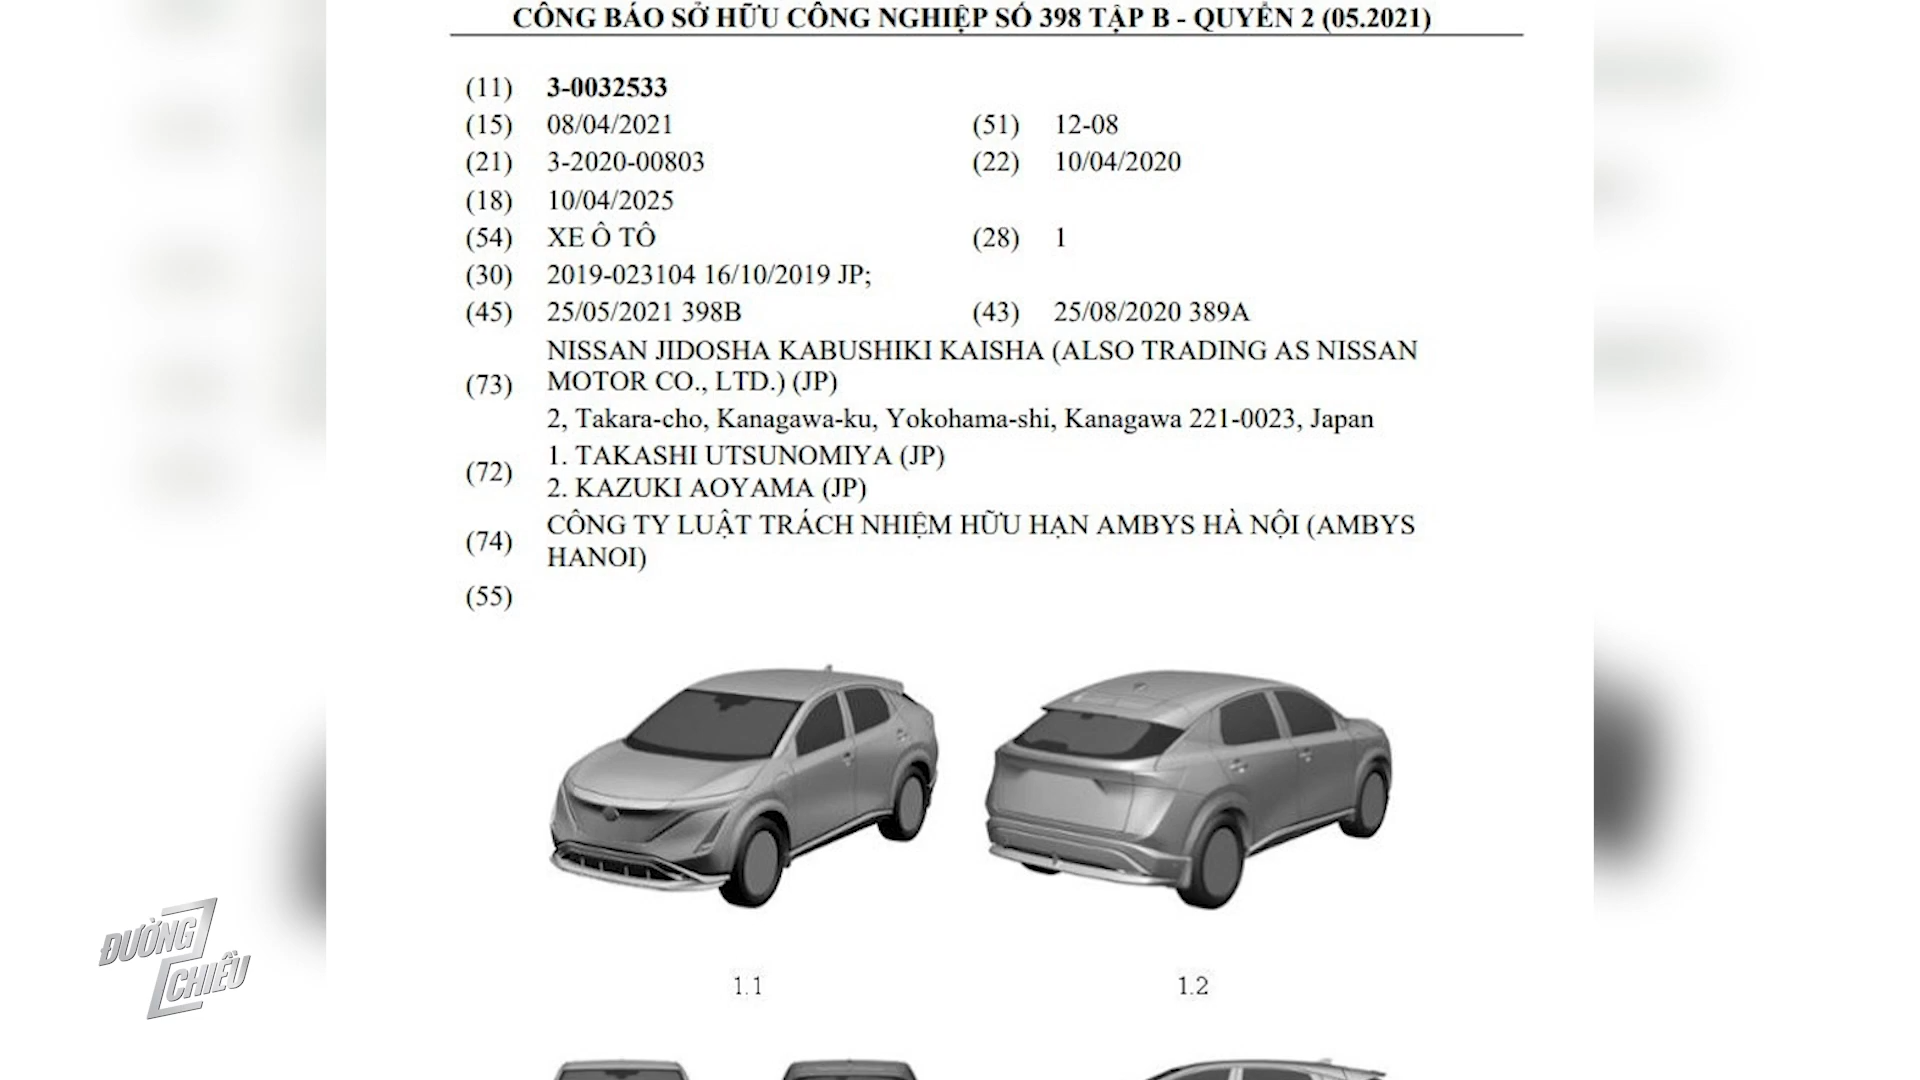 CÔNG BÁO SỞ HỮU CÔNG NGHIỆP SỐ 398 TẬP B - QUYỂN 2 (05.2021)
(11) 3-0032533
(15) 08/04/2021 (51) 12-08
(21) 3-2020-00803 (22) 10/04/2020
(18) 10/04/2025
(54) XE Ô TÔ (28) 1
(30) 2019-023104 16/10/2019 JP;
(45) 25/05/2021 398B (43) 25/08/2020 389A
(73) NISSAN JIDOSHA KABUSHIKI KAISHA (ALSO TRADING AS NISSAN
MOTOR CO., LTD.) (JP)
2, Takara-cho, Kanagawa-ku, Yokohama-shi, Kanagawa 221-0023, Japan
(72) 1. TAKASHI UTSUNOMIYA (JP)
2. KAZUKI AOYAMA (JP)
(74) CÔNG TY LUẬT TRÁCH NHIỆM HỮU HẠN AMBYS HÀ NỘI (AMBYS
HANOI)
(55)
1.1 1.2
ĐƯỜNG
CHIỀU